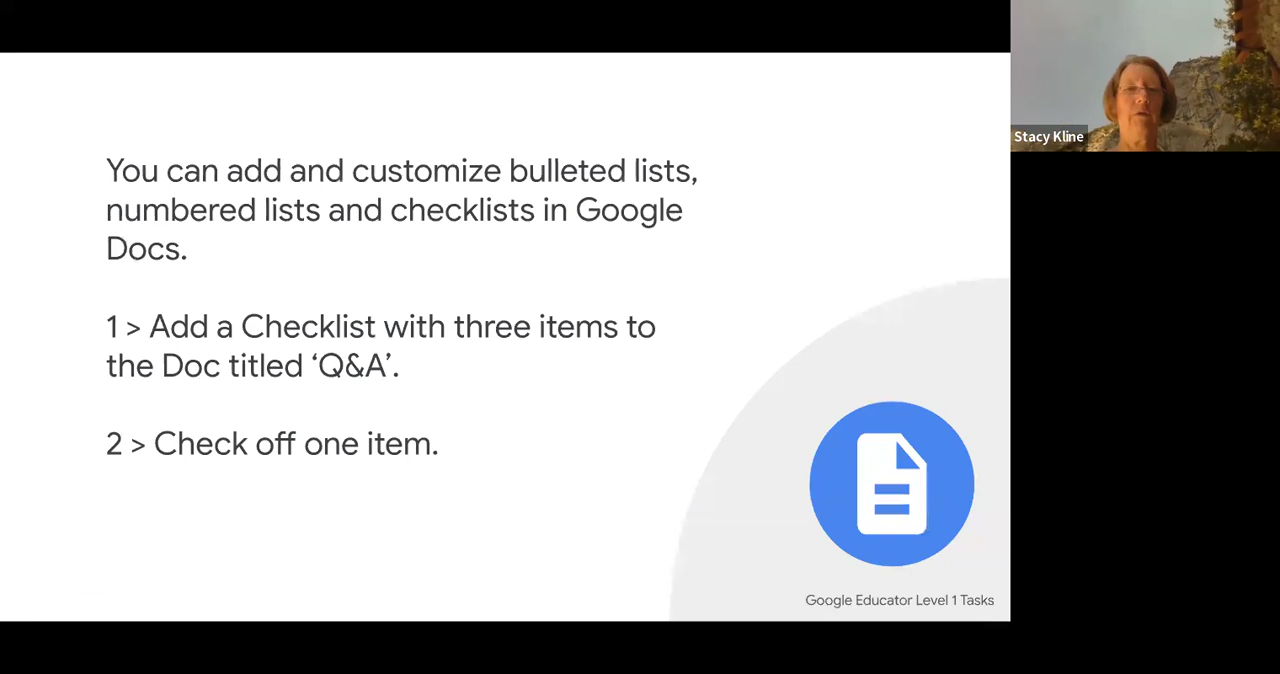 You can add and customize bulleted lists,
numbered lists and checklists in Google
Docs.
1 > Add a Checklist with three items to
the Doc titled ‘Q&A’.
2 > Check off one item.
Google Educator Level 1 Tasks
Stacy Kline